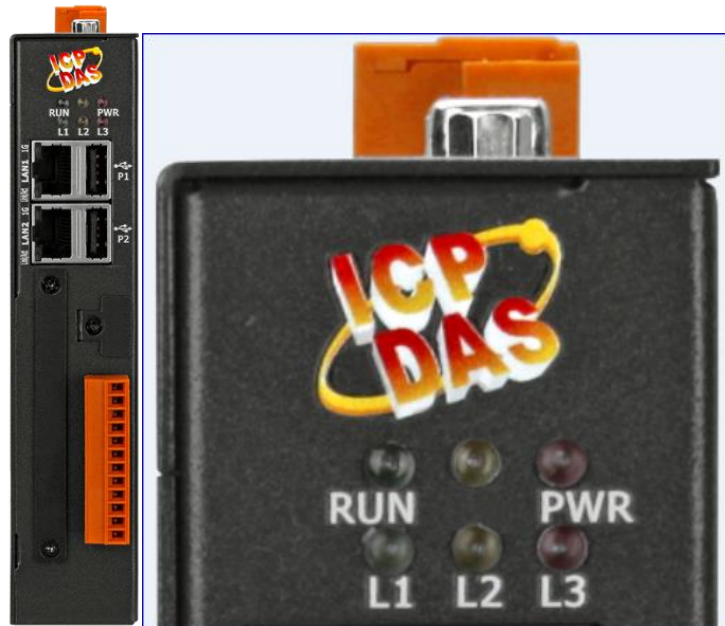 ICP
DAS
RUN PWR
L1 L2 L3
LAN1 1G
P1
LAN2 1G
P2
ICP
DAS
RUN PWR
L1 L2 L3